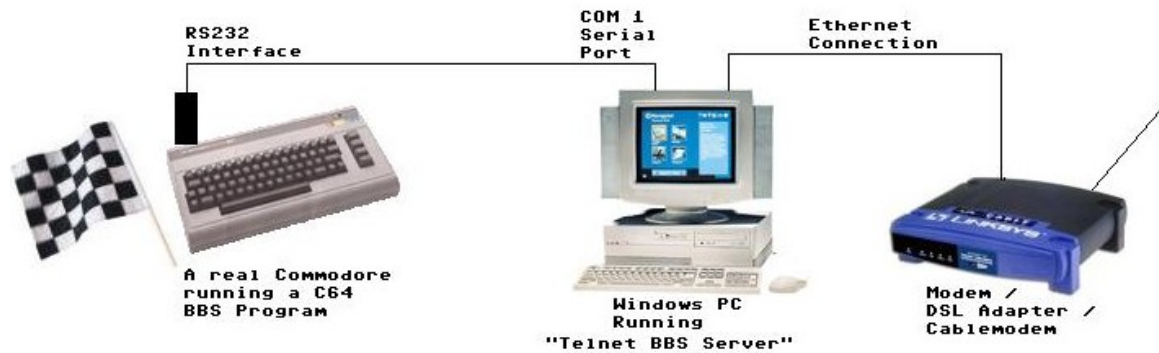 RS232
Interface
COM 1
Serial
Port
Ethernet
Connection
LINKSYS
A real Commodore
running a C64
BBS Program
Windows PC
Running
"Telnet BBS Server"
Modem /
DSL Adapter /
Cablemodem